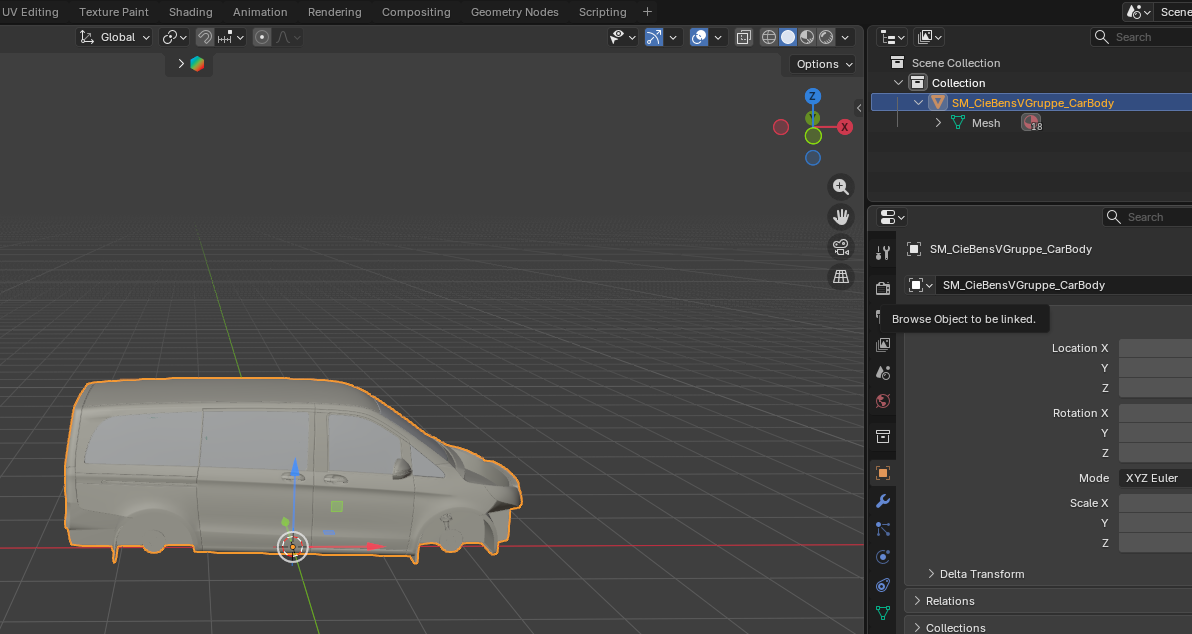 UV Editing Texture Paint Shading Animation Rendering Compositing Geometry Nodes Scripting + Scene
Global
Search
Options
Scene Collection
Collection
SM_CieBensVGruppe_CarBody
Mesh 18
Z
Y
X
Search
SM_CieBensVGruppe_CarBody
SM_CieBensVGruppe_CarBody
Browse Object to be linked.
Location X
Y
Z
Rotation X
Y
Z
Mode XYZ Euler
Scale X
Y
Z
Delta Transform
Relations
Collections